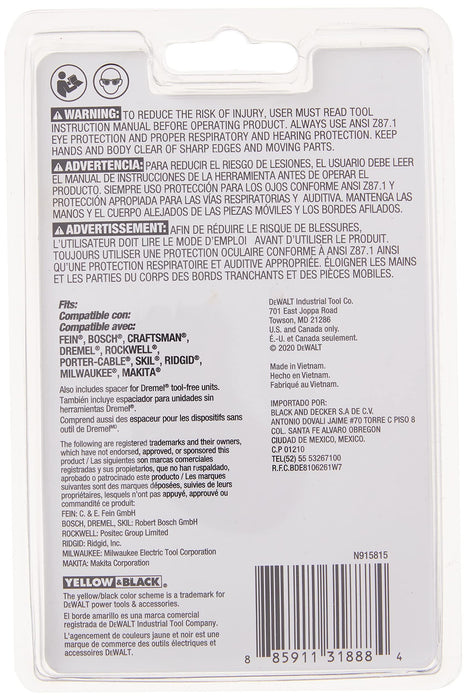 ⚠ WARNING: TO REDUCE THE RISK OF INJURY, USER MUST READ TOOL
INSTRUCTION MANUAL BEFORE OPERATING PRODUCT. ALWAYS USE ANSI Z87.1
EYE PROTECTION AND PROPER RESPIRATORY AND HEARING PROTECTION. KEEP
HANDS AND BODY CLEAR OF SHARP EDGES AND MOVING PARTS.
⚠ ADVERTENCIA: PARA REDUCIR EL RIESGO DE LESIONES, EL USUARIO DEBE LEER
EL MANUAL DE INSTRUCCIONES DE LA HERRAMIENTA ANTES DE OPERAR EL
PRODUCTO. SIEMPRE USO PROTECCIÓN PARA LOS OJOS CONFORME ANSI Z87.1 Y
PROTECCIÓN APROPIADA PARA LAS VÍAS RESPIRATORIAS Y AUDITIVA. MANTENGA LAS
MANOS Y EL CUERPO ALEJADOS DE LAS PIEZAS MÓVILES Y LOS BORDES AFILADOS.
⚠ ADVERTISSEMENT: AFIN DE RÉDUIRE LE RISQUE DE BLESSURES,
L'UTILISATEUR DOIT LIRE LE MODE D'EMPLOI AVANT D'UTILISER LE PRODUIT.
TOUJOURS UTILISER UNE PROTECTION OCULAIRE CONFORME À ANSI Z87.1 AINSI
QU'UNE PROTECTION RESPIRATOIRE ET AUDITIVE APPROPRIÉE. ÉLOIGNER LES MAINS
ET PARTIES DU CORPS DES BORDS TRANCHANTS ET DES PIÈCES MOBILES.
Fits:
Compatible con:
Compatible avec:
FEIN®, BOSCH®, CRAFTSMAN®,
DREMEL®, ROCKWELL®,
PORTER-CABLE®, SKIL®, RIDGID®,
MILWAUKEE®, MAKITA®
Also includes spacer for Dremel® tool-free units.
También incluye espaciador para unidades sin
herramientas Dremel®.
Comprend aussi des espaceur pour les dispositifs sans
outil de Dremel MD.
The following are registered trademarks and their owners,
which have not endorsed, approved, or sponsored this
product / Las siguientes son marcas comerciales
registradas y sus propietarios, que no han respaldado,
aprobado o patrocinado este producto / Les marques
suivantes sont des marques déposées, suivies de leurs
propriétaires, lesquels n'ont pas appuyé, approuvé ou
commandité ce produit:
FEIN: C. & E. Fein GmbH
BOSCH, DREMEL, SKIL: Robert Bosch GmbH
ROCKWELL: Positec Group Limited
RIDGID: Ridgid, Inc.
MILWAUKEE: Milwaukee Electric Tool Corporation
MAKITA: Makita Corporation
YELLOW&BLACK.
The yellow/black color scheme is a trademark for
DEWALT power tools & accessories.
El borde amarillo es una marca comercial
registrada de DEWALT Industrial Tool Company.
L'agencement de couleurs jaune et noir est une
marque de commerce des outils électriques et
accessoires DEWALT.
DEWALT Industrial Tool Co.
701 East Joppa Road
Towson, MD 21286
U.S. and Canada only.
É.-U. et Canada seulement.
© 2020 DEWALT
Made in Vietnam.
Hecho en Vietnam.
Fabriqué au Vietnam.
IMPORTADO POR:
BLACK AND DECKER S.A DE C.V.
ANTONIO DOVALI JAIME #70 TORRE C PISO 8
COL. SANTA FE ALVARO OBREGON
CIUDAD DE MEXICO, MEXICO.
C.P 01210
TEL(52) 55 53267100
R.F.C.BDE8106261W7
N915815
8 85911 31888 4